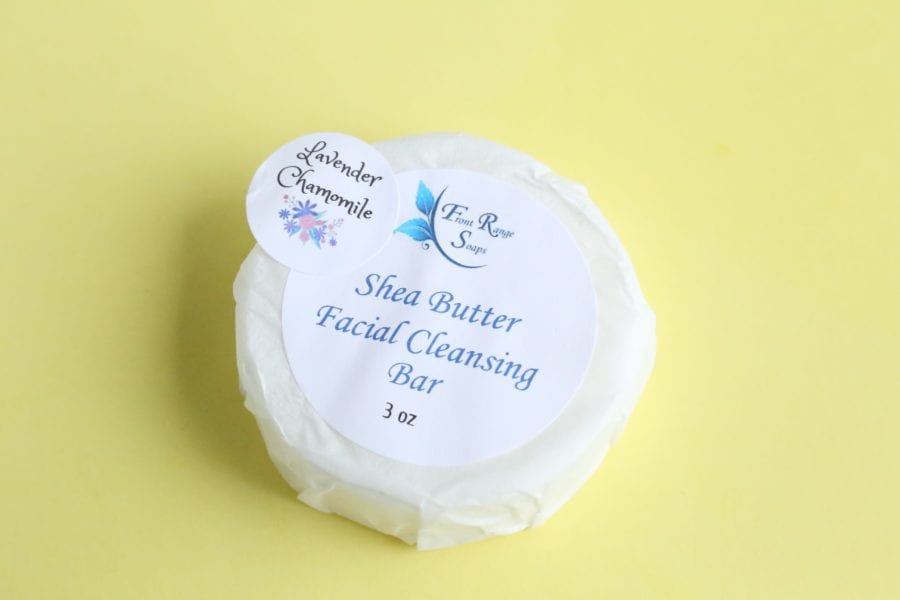 Lavender
Chamomile
Front Range
Soaps
Shea Butter
Facial Cleansing
Bar
3 oz